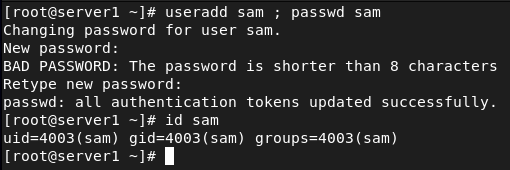 [root@server1 ~]# useradd sam ; passwd sam
Changing password for user sam.
New password:
BAD PASSWORD: The password is shorter than 8 characters
Retype new password:
passwd: all authentication tokens updated successfully.
[root@server1 ~]# id sam
uid=4003(sam) gid=4003(sam) groups=4003(sam)
[root@server1 ~]#